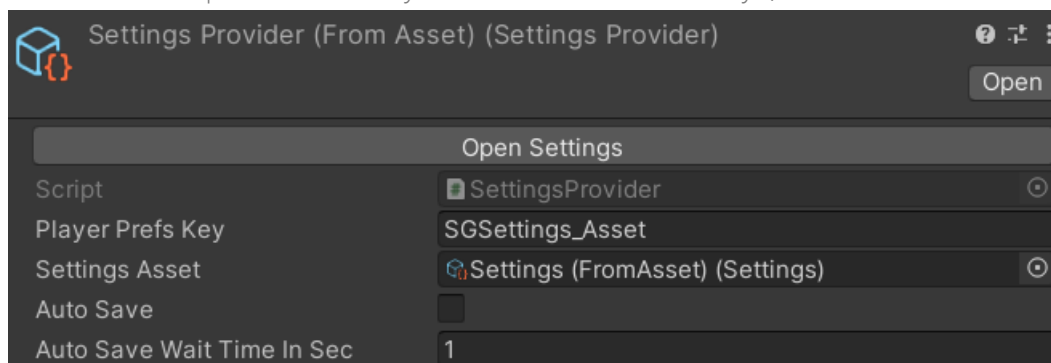 Settings Provider (From Asset) (Settings Provider)
Open
Open Settings
Script SettingsProvider
Player Prefs Key SGSettings_Asset
Settings Asset Settings (FromAsset) (Settings)
Auto Save
Auto Save Wait Time In Sec 1